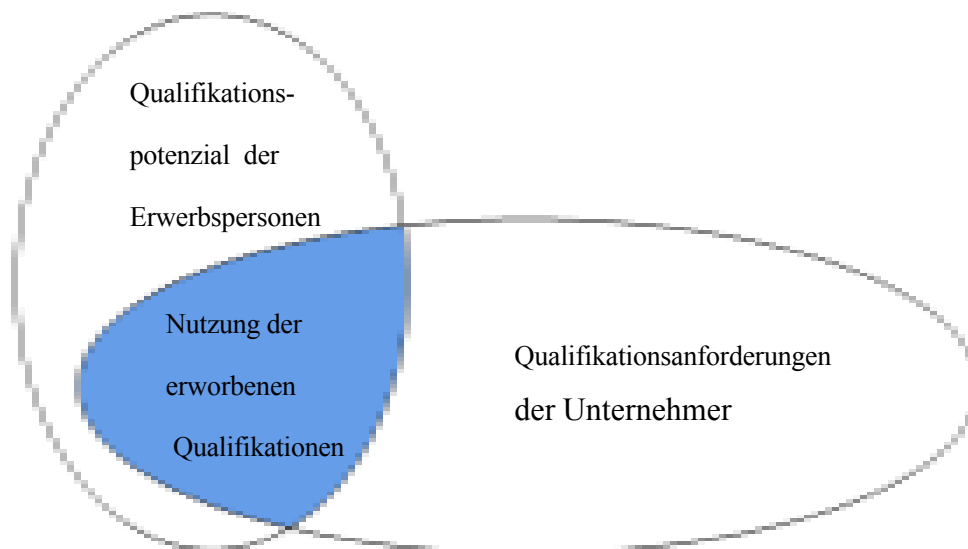 Qualifikations-
potenzial der
Erwerbspersonen
Nutzung der
erworbenen
Qualifikationen
Qualifikationsanforderungen
der Unternehmer